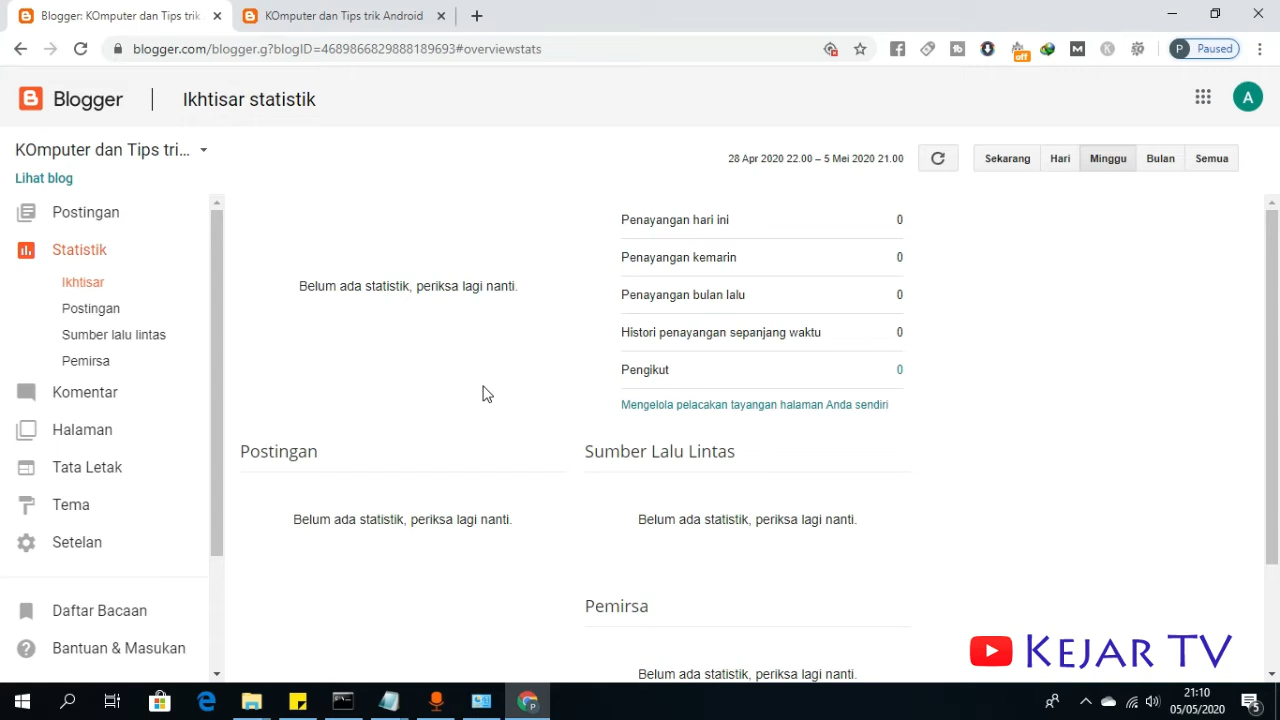 Blogger: KOmputer dan Tips trik
KOmputer dan Tips trik Android
blogger.com/blogger.g?blogID=4689866829888189693#overviewstats
off
M
K
P Paused
Blogger
Ikhtisar statistik
A
KOmputer dan Tips tri...
Lihat blog
28 Apr 2020 22.00 – 5 Mei 2020 21.00
Sekarang
Hari
Minggu
Bulan
Semua
Postingan
Statistik
Ikhtisar
Postingan
Sumber lalu lintas
Pemirsa
Komentar
Halaman
Tata Letak
Tema
Setelan
Daftar Bacaan
Bantuan & Masukan
Belum ada statistik, periksa lagi nanti.
Penayangan hari ini 0
Penayangan kemarin 0
Penayangan bulan lalu 0
Histori penayangan sepanjang waktu 0
Pengikut 0
Mengelola pelacakan tayangan halaman Anda sendiri
Postingan
Belum ada statistik, periksa lagi nanti.
Sumber Lalu Lintas
Belum ada statistik, periksa lagi nanti.
Pemirsa
Belum ada statistik, periksa lagi nanti.
KEJAR TV
21:10
05/05/2020
5